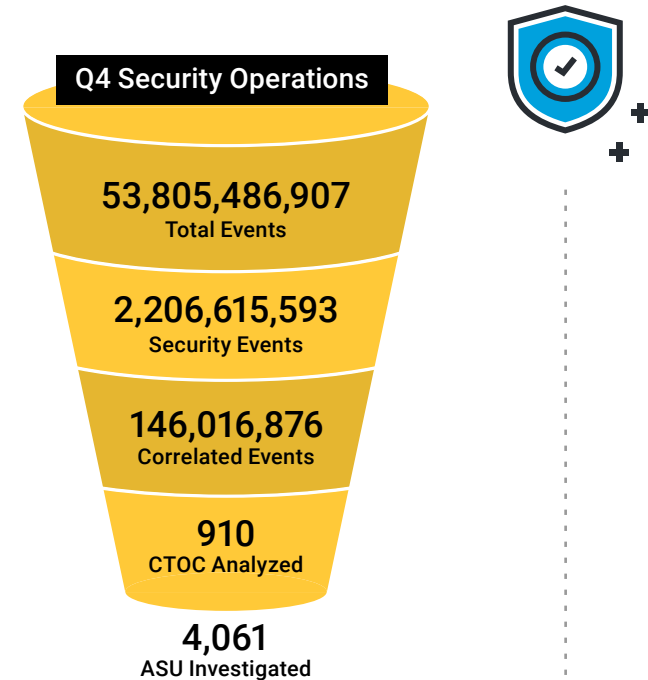 Q4 Security Operations
53,805,486,907
Total Events
2,206,615,593
Security Events
146,016,876
Correlated Events
910
CTOC Analyzed
4,061
ASU Investigated